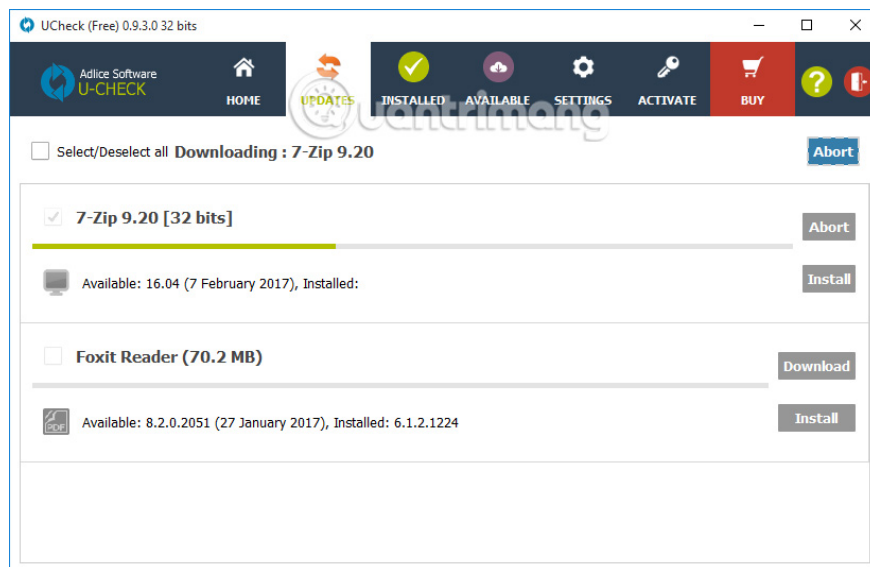 UCheck (Free) 0.9.3.0 32 bits
Adlice Software
U-CHECK
HOME
UPDATES
INSTALLED
AVAILABLE
SETTINGS
ACTIVATE
BUY
?
uantrimang
Select/Deselect all Downloading : 7-Zip 9.20
Abort
7-Zip 9.20 [32 bits]
Abort
Available: 16.04 (7 February 2017), Installed:
Install
Foxit Reader (70.2 MB)
Download
PDF
Available: 8.2.0.2051 (27 January 2017), Installed: 6.1.2.1224
Install